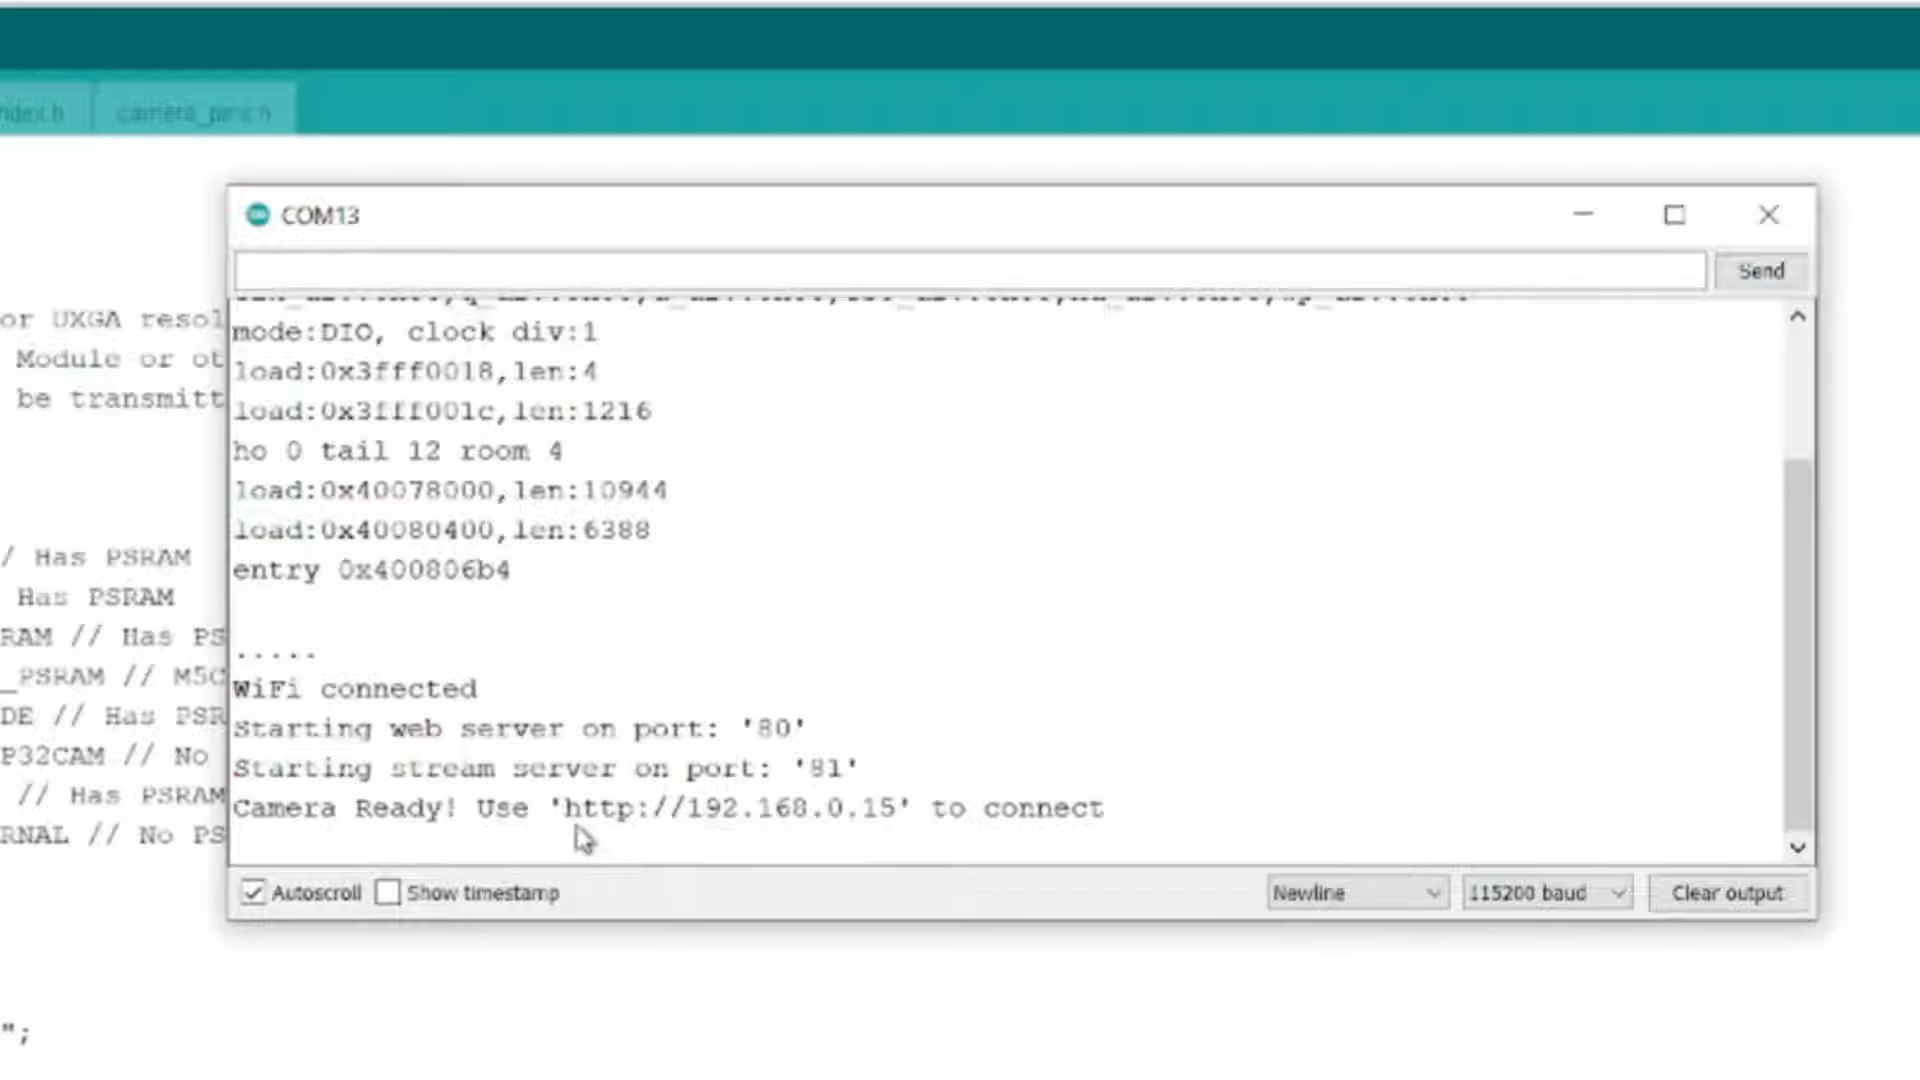 camera_pins.h
COM13
Send
or UXGA resol
Module or ot
be transmitt
/ Has PSRAM
Has PSRAM
RAM // Has PS
_PSRAM // M5C
DE // Has PSR
P32CAM // No
// Has PSRAM
RNAL // No PS
";
mode:DIO, clock div:1
load:0x3fff0018,len:4
load:0x3fff001c,len:1216
ho 0 tail 12 room 4
load:0x40078000,len:10944
load:0x40080400,len:6388
entry 0x400806b4
.....
WiFi connected
Starting web server on port: '80'
Starting stream server on port: '81'
Camera Ready! Use 'http://192.168.0.15' to connect
Autoscroll Show timestamp Newline 115200 baud Clear output